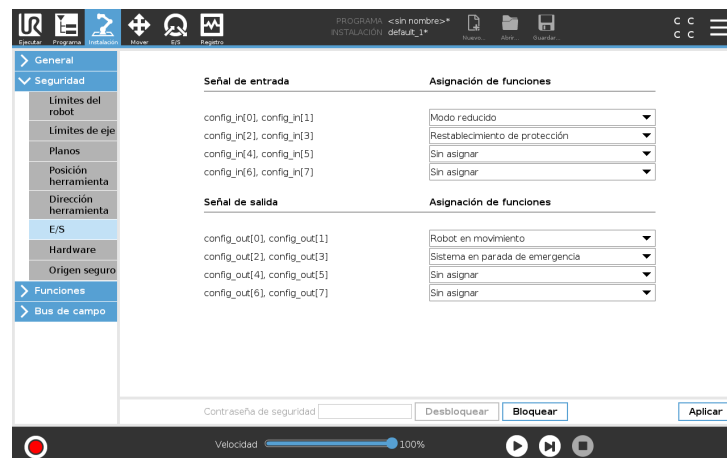 PROGRAMA <sin nombre>*
INSTALACIÓN default_1*
Ejecutar Programa Instalación Mover E/S Registro Nuevo... Abrir... Guardar...
C C
C C
General
Seguridad
Límites del
robot
Límites de eje
Planos
Posición
herramienta
Dirección
herramienta
E/S
Hardware
Origen seguro
Funciones
Bus de campo
Señal de entrada Asignación de funciones
config_in[0], config_in[1] Modo reducido
config_in[2], config_in[3] Restablecimiento de protección
config_in[4], config_in[5] Sin asignar
config_in[6], config_in[7] Sin asignar
Señal de salida Asignación de funciones
config_out[0], config_out[1] Robot en movimiento
config_out[2], config_out[3] Sistema en parada de emergencia
config_out[4], config_out[5] Sin asignar
config_out[6], config_out[7] Sin asignar
Contraseña de seguridad Desbloquear Bloquear Aplicar
Velocidad 100%